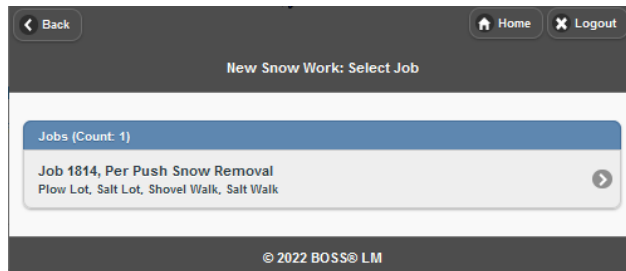 Back
Home
Logout
New Snow Work: Select Job
Jobs (Count: 1)
Job 1814, Per Push Snow Removal
Plow Lot, Salt Lot, Shovel Walk, Salt Walk
© 2022 BOSS® LM